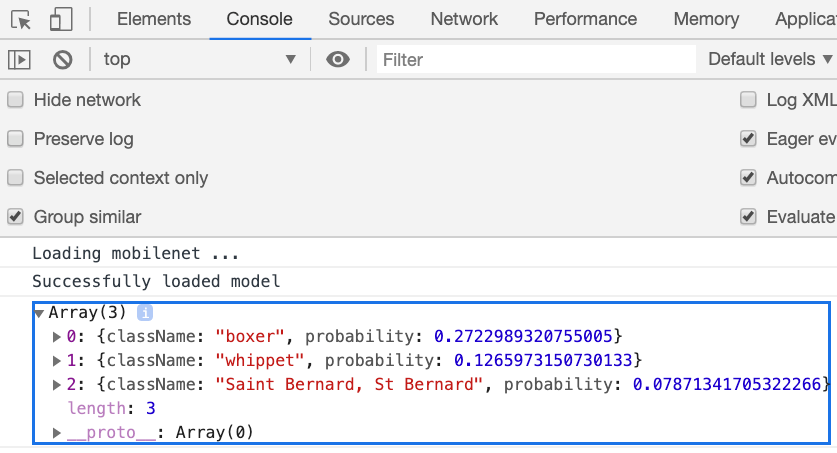 Elements Console Sources Network Performance Memory Applica
top ▼ Filter Default levels ▼
Hide network Log XML
Preserve log Eager ev
Selected context only Autocom
Group similar Evaluate
Loading mobilenet ...
Successfully loaded model
▼Array(3) i
▶0: {className: "boxer", probability: 0.2722989320755005}
▶1: {className: "whippet", probability: 0.1265973150730133}
▶2: {className: "Saint Bernard, St Bernard", probability: 0.07871341705322266}
length: 3
▶__proto__: Array(0)